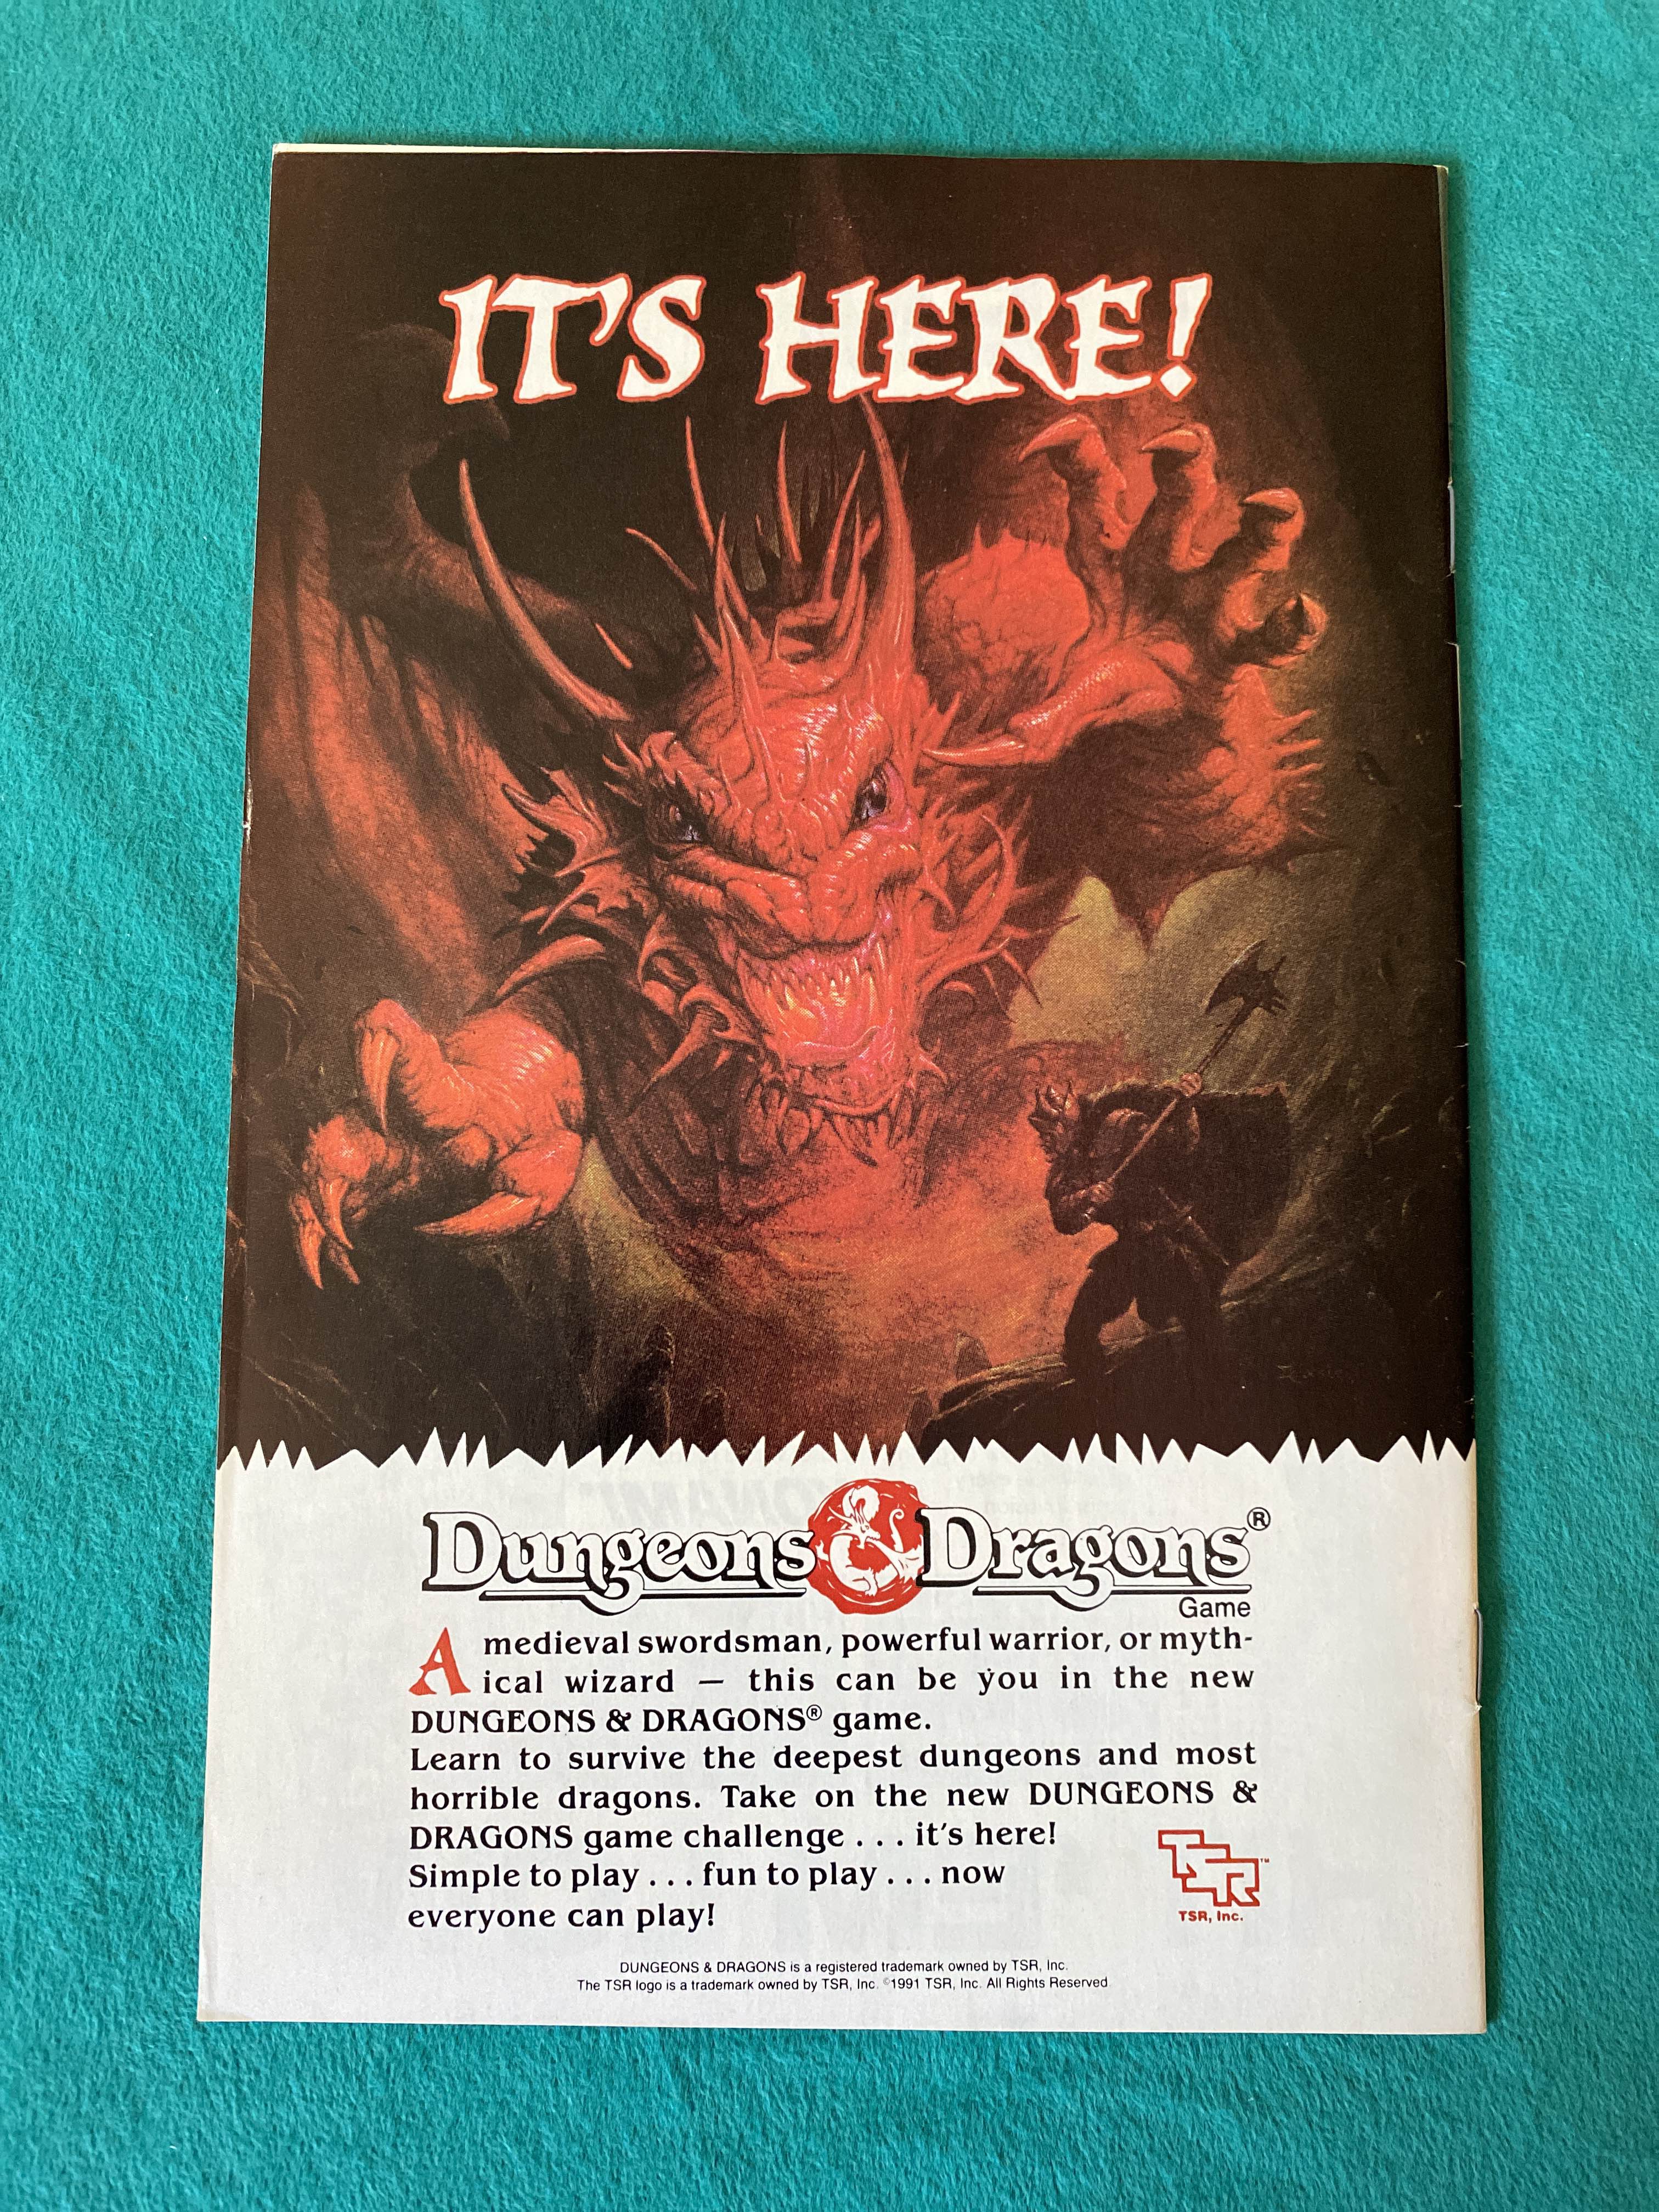 IT'S HERE!
Dungeons & Dragons®
Game
A medieval swordsman, powerful warrior, or myth-
ical wizard — this can be you in the new
DUNGEONS & DRAGONS® game.
Learn to survive the deepest dungeons and most
horrible dragons. Take on the new DUNGEONS &
DRAGONS game challenge . . . it's here!
Simple to play . . . fun to play . . . now
everyone can play!
TSR™
TSR, Inc.
DUNGEONS & DRAGONS is a registered trademark owned by TSR, Inc.
The TSR logo is a trademark owned by TSR, Inc. ©1991 TSR, Inc. All Rights Reserved